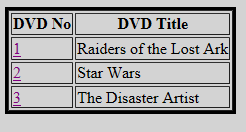 DVD No DVD Title
1 Raiders of the Lost Ark
2 Star Wars
3 The Disaster Artist